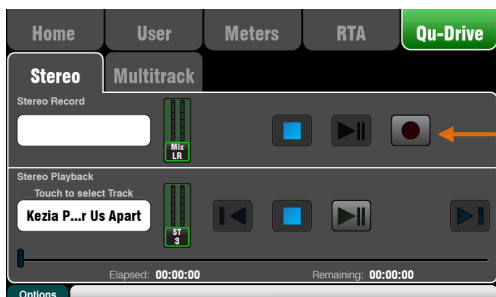 Home User Meters RTA Qu-Drive
Stereo Multitrack
Stereo Record
Mix
LR
Stereo Playback
Touch to select Track
Kezia P...r Us Apart
ST
3
Elapsed: 00:00:00 Remaining: 00:00:00
Options